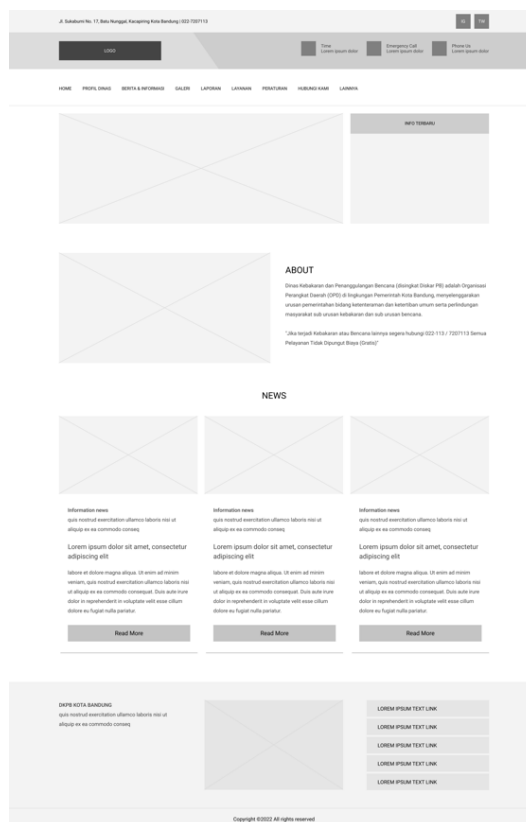 Jl. Sukabumi No. 17, Batu Nunggal, Kacapiring Kota Bandung | 022-7207113
IG
TW
LOGO
Time
Lorem ipsum dolor
Emergency Call
Lorem ipsum dolor
Phone Us
Lorem ipsum dolor
HOME
PROFIL DINAS
BERITA & INFORMASI
GALERI
LAPORAN
LAYANAN
PERATURAN
HUBUNGI KAMI
LAINNYA
INFO TERBARU
ABOUT
Dinas Kebakaran dan Penanggulangan Bencana (disingkat Diskar PB) adalah Organisasi
Perangkat Daerah (OPD) di lingkungan Pemerintah Kota Bandung, menyelenggarakan
urusan pemerintahan bidang ketenteraman dan ketertiban umum serta perlindungan
masyarakat sub urusan kebakaran dan sub urusan bencana.
"Jika terjadi Kebakaran atau Bencana lainnya segera hubungi 022-113 / 7207113 Semua
Pelayanan Tidak Dipungut Biaya (Gratis)"
NEWS
Information news
quis nostrud exercitation ullamco laboris nisi ut
aliquip ex ea commodo conseq
Lorem ipsum dolor sit amet, consectetur
adipiscing elit
labore et dolore magna aliqua. Ut enim ad minim
veniam, quis nostrud exercitation ullamco laboris nisi
ut aliquip ex ea commodo consequat. Duis aute irure
dolor in reprehenderit in voluptate velit esse cillum
dolore eu fugiat nulla pariatur.
Read More
Information news
quis nostrud exercitation ullamco laboris nisi ut
aliquip ex ea commodo conseq
Lorem ipsum dolor sit amet, consectetur
adipiscing elit
labore et dolore magna aliqua. Ut enim ad minim
veniam, quis nostrud exercitation ullamco laboris nisi
ut aliquip ex ea commodo consequat. Duis aute irure
dolor in reprehenderit in voluptate velit esse cillum
dolore eu fugiat nulla pariatur.
Read More
Information news
quis nostrud exercitation ullamco laboris nisi ut
aliquip ex ea commodo conseq
Lorem ipsum dolor sit amet, consectetur
adipiscing elit
labore et dolore magna aliqua. Ut enim ad minim
veniam, quis nostrud exercitation ullamco laboris nisi
ut aliquip ex ea commodo consequat. Duis aute irure
dolor in reprehenderit in voluptate velit esse cillum
dolore eu fugiat nulla pariatur.
Read More
DKPB KOTA BANDUNG
quis nostrud exercitation ullamco laboris nisi ut
aliquip ex ea commodo conseq
LOREM IPSUM TEXT LINK
LOREM IPSUM TEXT LINK
LOREM IPSUM TEXT LINK
LOREM IPSUM TEXT LINK
LOREM IPSUM TEXT LINK
Copyright ©2022 All rights reserved